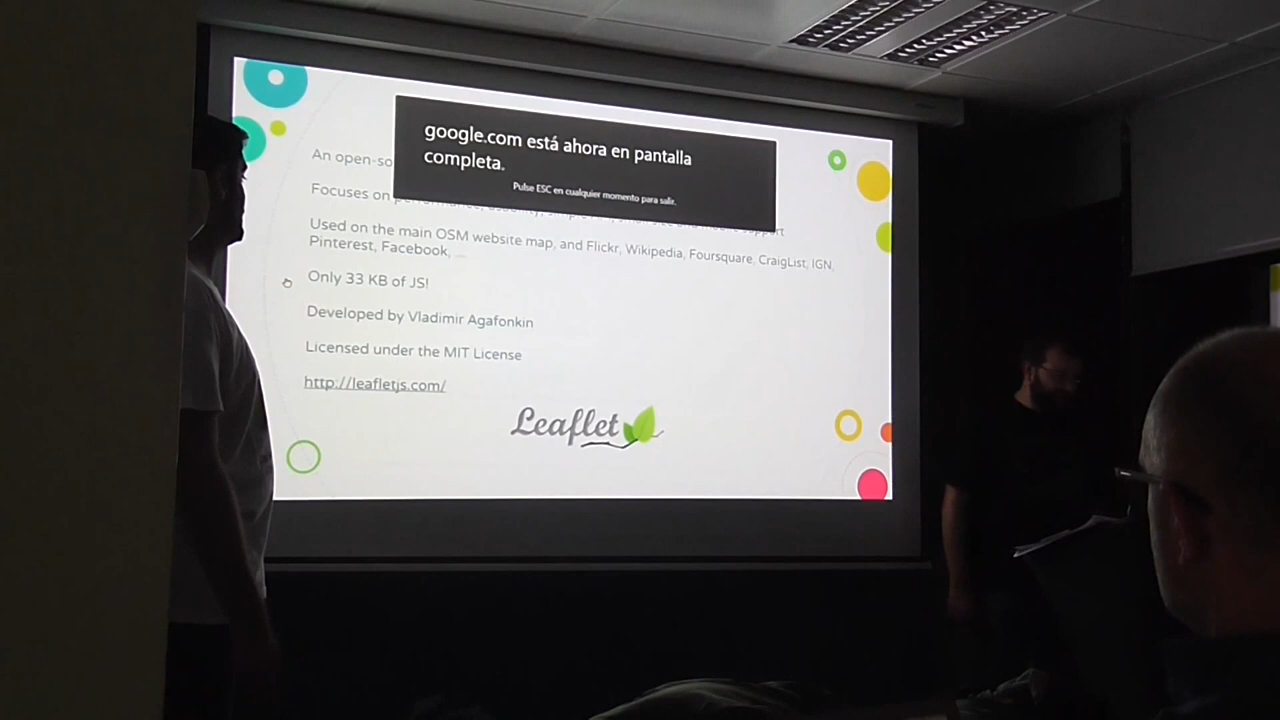 google.com está ahora en pantalla
completa.
Pulse ESC en cualquier momento para salir.
An open-so
Focuses on
Used on the main OSM website map, and Flickr, Wikipedia, Foursquare, CraigList, IGN,
Pinterest, Facebook, ...
Only 33 KB of JS!
Developed by Vladimir Agafonkin
Licensed under the MIT License
http://leafletjs.com/
Leaflet